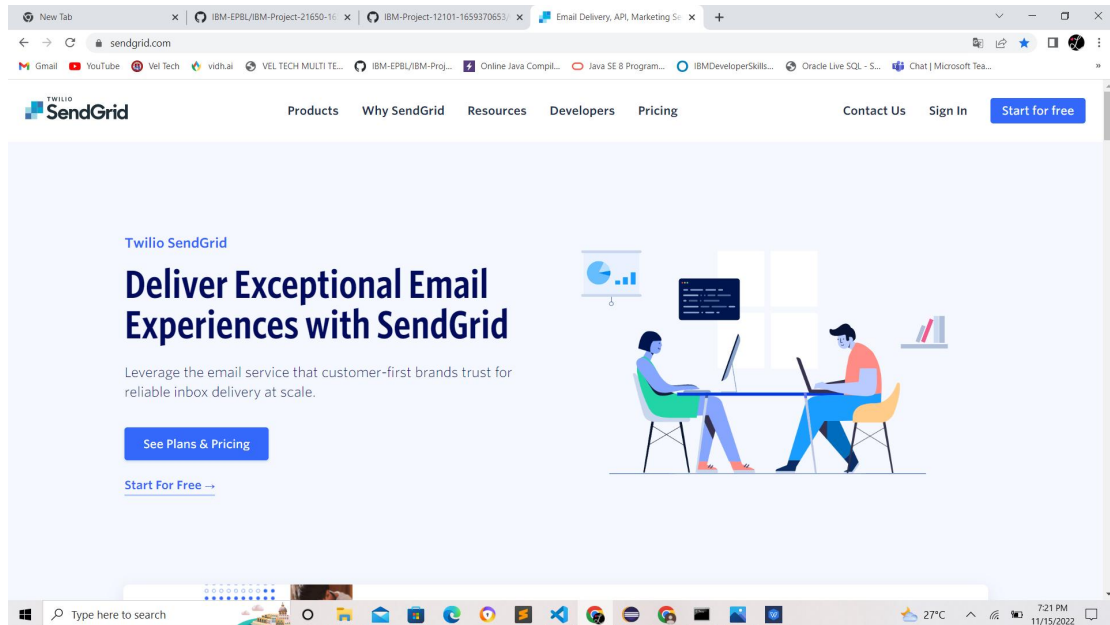 New Tab
IBM-EPBL/IBM-Project-21650-16
IBM-Project-12101-1659370653/
Email Delivery, API, Marketing Se
sendgrid.com
Gmail
YouTube
Vel Tech
vidh.ai
VEL TECH MULTI TE...
IBM-EPBL/IBM-Proj...
Online Java Compil...
Java SE 8 Program...
IBMDeveloperSkills...
Oracle Live SQL - S...
Chat | Microsoft Tea...
»
TWILIO
SendGrid
Products
Why SendGrid
Resources
Developers
Pricing
Contact Us
Sign In
Start for free
Twilio SendGrid
Deliver Exceptional Email
Experiences with SendGrid
Leverage the email service that customer-first brands trust for
reliable inbox delivery at scale.
See Plans & Pricing
Start For Free →
Type here to search
27°C
7:21 PM
11/15/2022